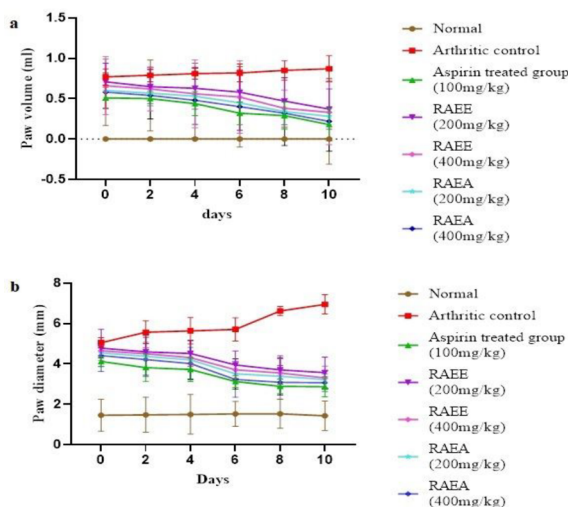 a
Paw volume (ml)
1.5
1.0
0.5
0.0
-0.5
0
2
4
6
8
10
days
Normal
Arthritic control
Aspirin treated group
(100mg/kg)
RAEE
(200mg/kg)
RAEE
(400mg/kg)
RAEA
(200mg/kg)
RAEA
(400mg/kg)
b
Paw diameter (mm)
8
6
4
2
0
0
2
4
6
8
10
Days
Normal
Arthritic control
Aspirin treated group
(100mg/kg)
RAEE
(200mg/kg)
RAEE
(400mg/kg)
RAEA
(200mg/kg)
RAEA
(400mg/kg)